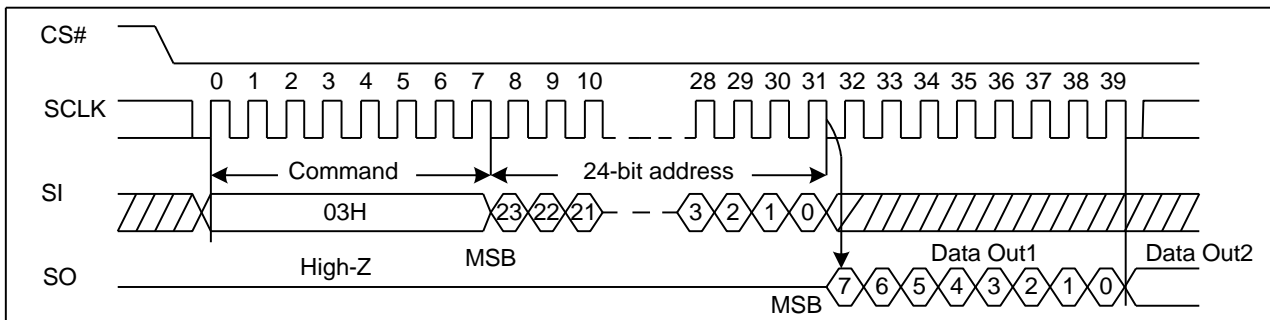 CS#
0 1 2 3 4 5 6 7 8 9 10 28 29 30 31 32 33 34 35 36 37 38 39
SCLK
Command 24-bit address
SI
03H 23 22 21 3 2 1 0
High-Z MSB Data Out1 Data Out2
SO
MSB 7 6 5 4 3 2 1 0